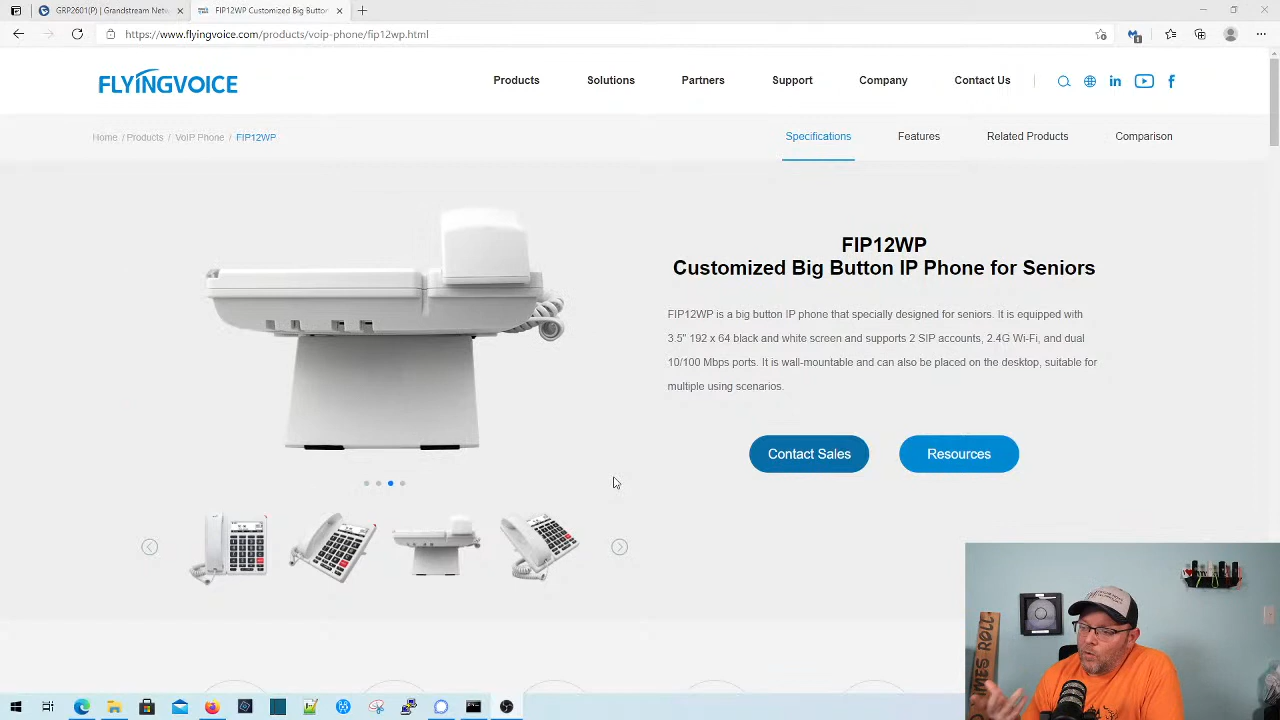 GRP2601(P) | Grandstream Netw
FIP12WP Customized Big Button
https://www.flyingvoice.com/products/voip-phone/fip12wp.html
FLYINGVOICE
Products
Solutions
Partners
Support
Company
Contact Us
Home / Products / VoIP Phone / FIP12WP
Specifications
Features
Related Products
Comparison
FIP12WP
Customized Big Button IP Phone for Seniors
FIP12WP is a big button IP phone that specially designed for seniors. It is equipped with
3.5" 192 x 64 black and white screen and supports 2 SIP accounts, 2.4G Wi-Fi, and dual
10/100 Mbps ports. It is wall-mountable and can also be placed on the desktop, suitable for
multiple using scenarios.
Contact Sales
Resources